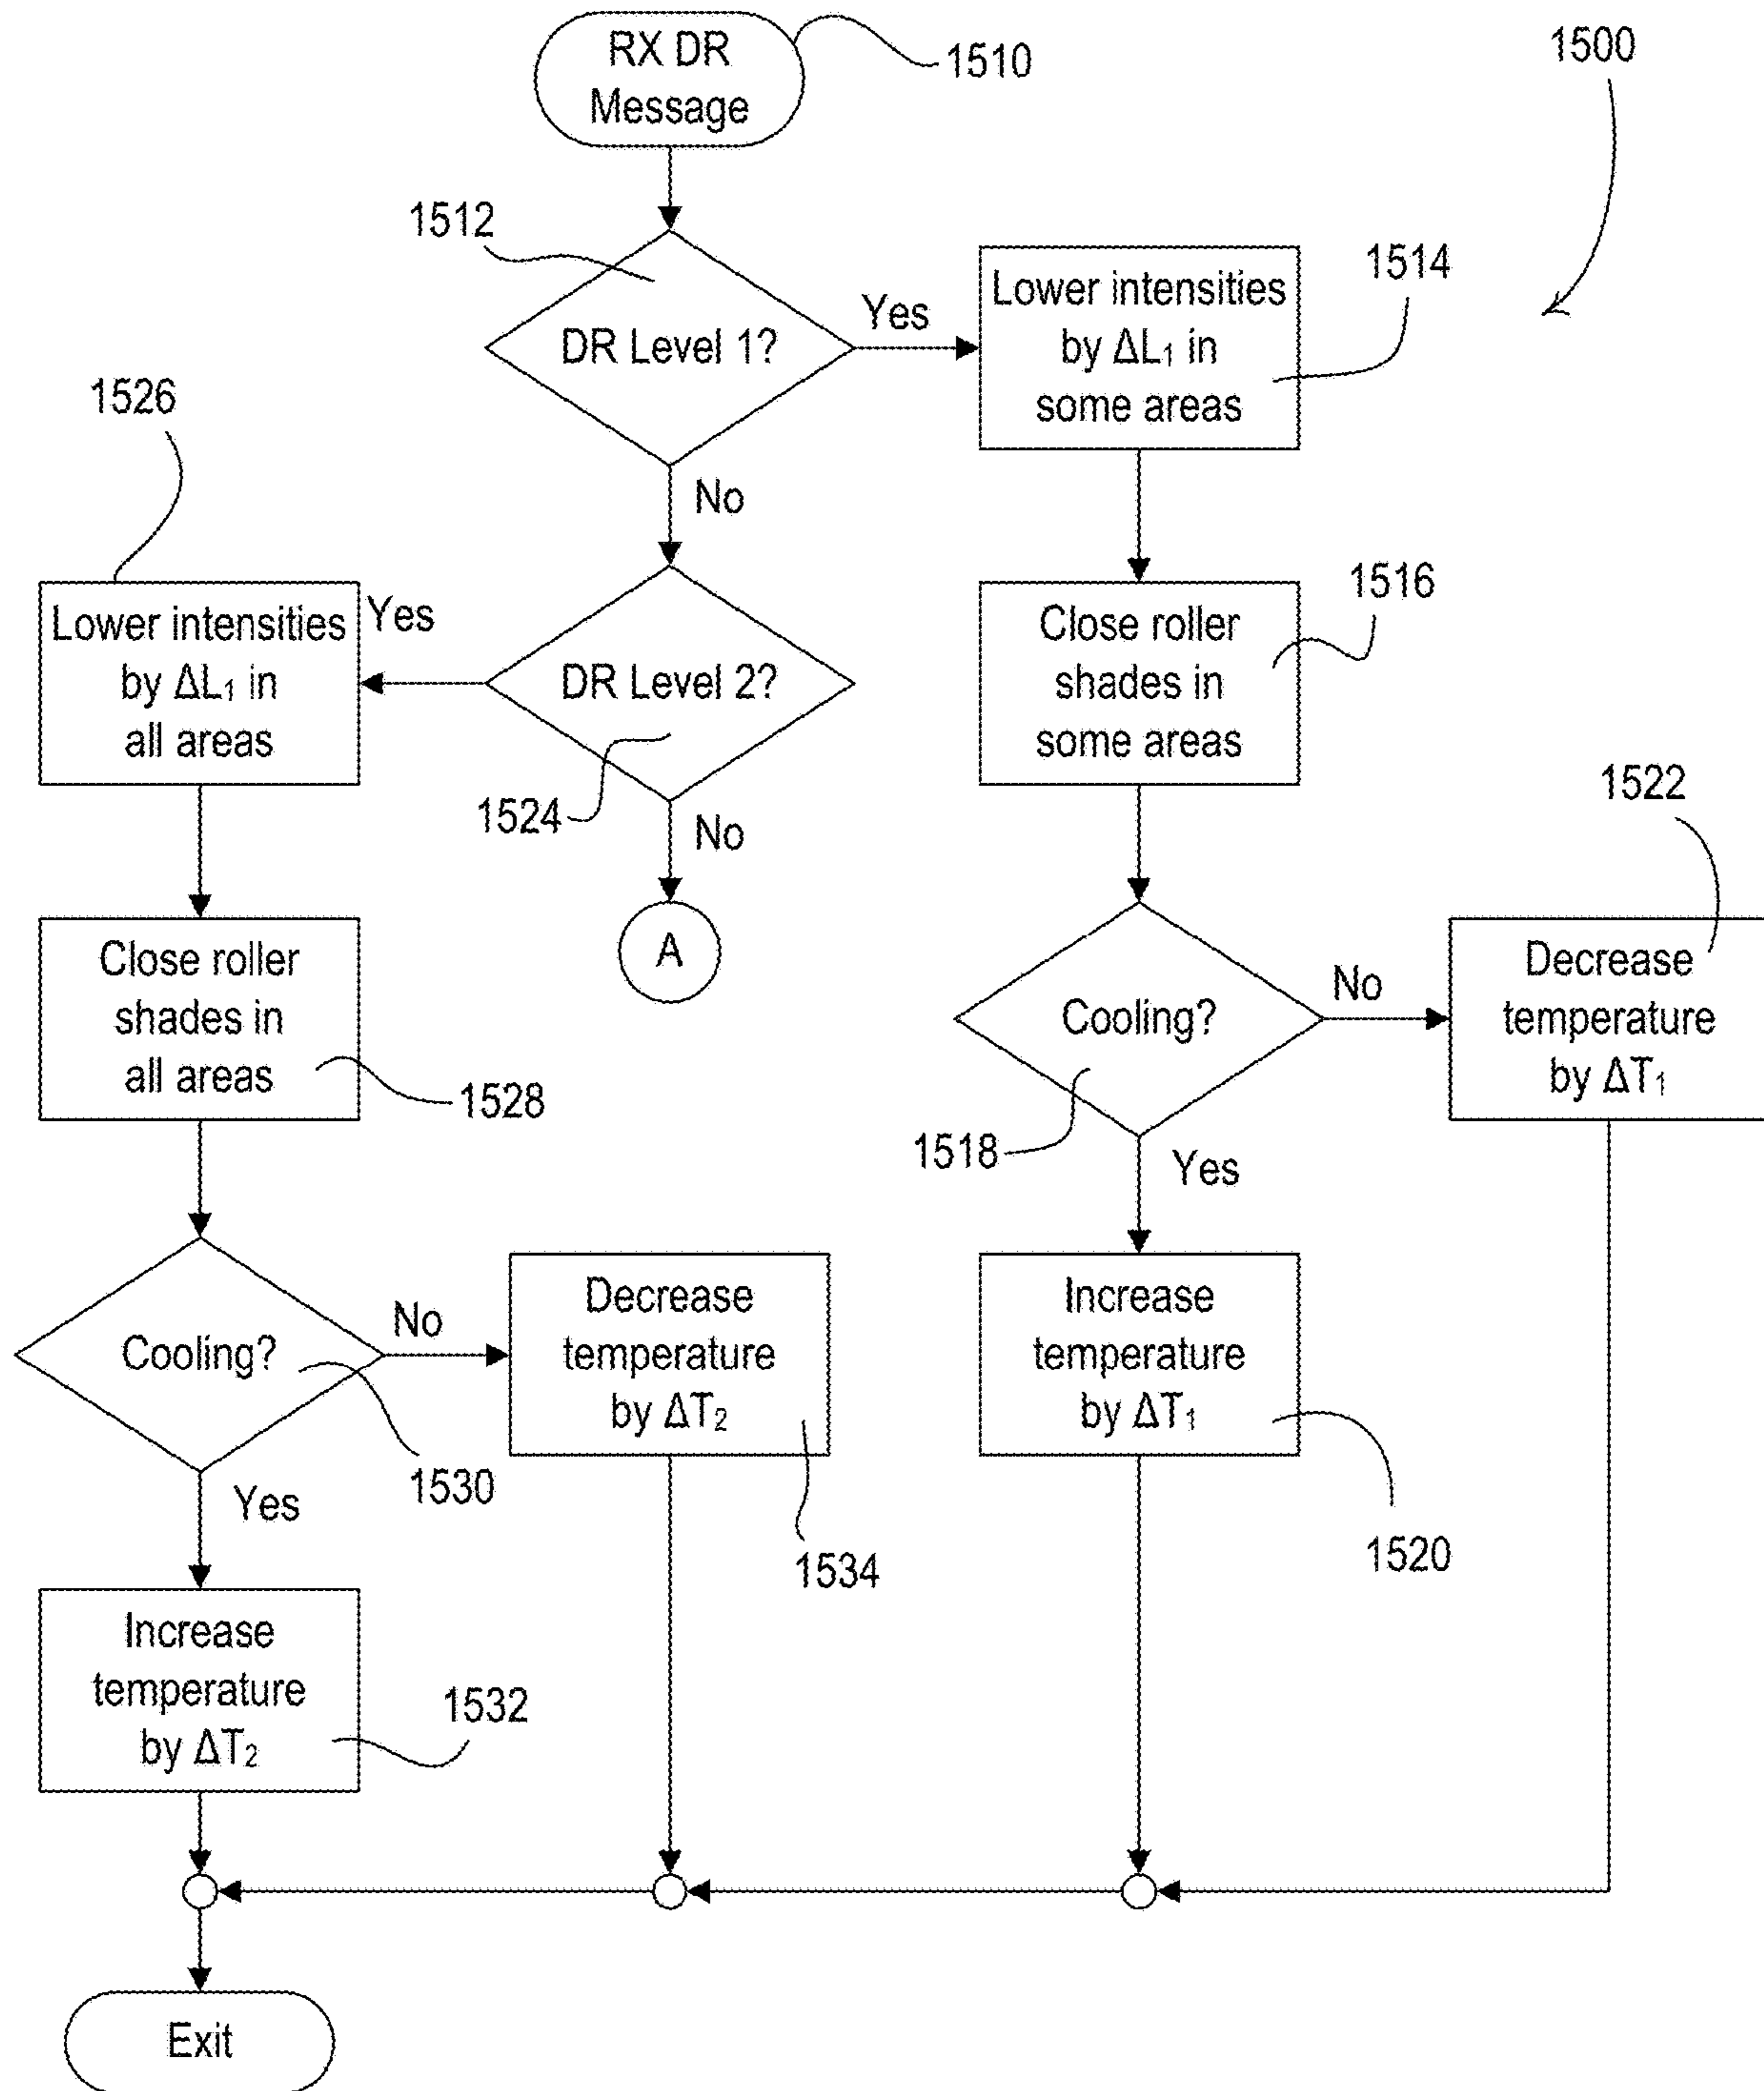 RX DR
Message
1510
1500
1512
DR Level 1?
Yes
No
Lower intensities
by ΔL₁ in
some areas
1514
1526
Lower intensities
by ΔL₁ in
all areas
Yes
DR Level 2?
1524
No
A
Close roller
shades in
some areas
1516
1522
Close roller
shades in
all areas
1528
Cooling?
1518
No
Yes
Decrease
temperature
by ΔT₁
Cooling?
1530
No
Yes
Decrease
temperature
by ΔT₂
1534
Increase
temperature
by ΔT₁
1520
Increase
temperature
by ΔT₂
1532
Exit